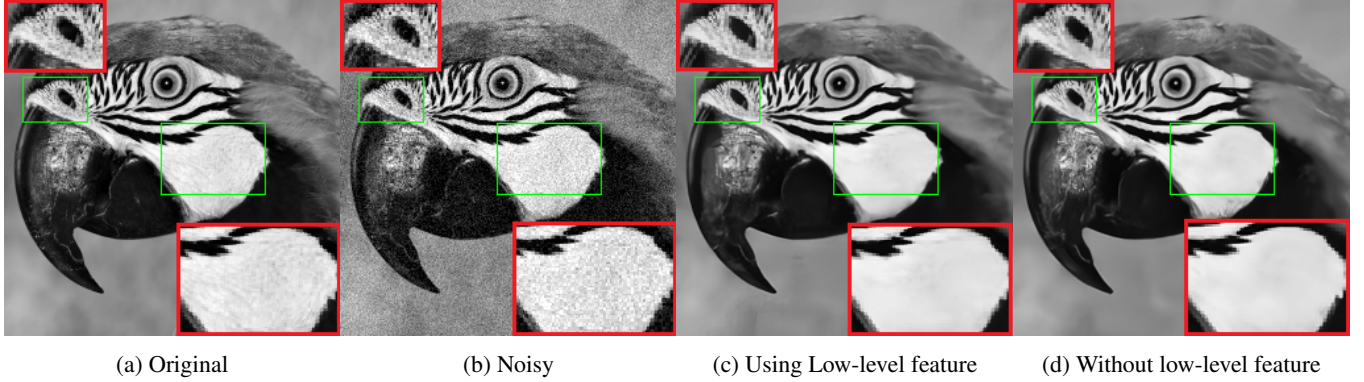 (a) Original
(b) Noisy
(c) Using Low-level feature
(d) Without low-level feature